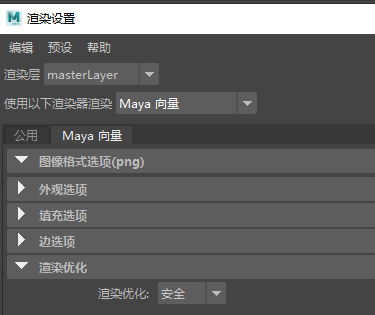 渲染设置
编辑 预设 帮助
渲染层 masterLayer
使用以下渲染器渲染 Maya 向量
公用 Maya 向量
图像格式选项(png)
外观选项
填充选项
边选项
渲染优化
渲染优化: 安全